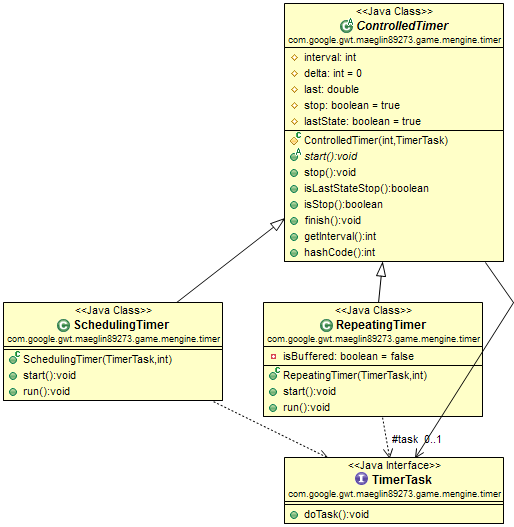 <<Java Class>>
ControlledTimer
com.google.gwt.maeglin89273.game.mengine.timer
interval: int
delta: int = 0
last: double
stop: boolean = true
lastState: boolean = true
ControlledTimer(int,TimerTask)
start():void
stop():void
isLastStateStop():boolean
isStop():boolean
finish():void
getInterval():int
hashCode():int
<<Java Class>>
SchedulingTimer
com.google.gwt.maeglin89273.game.mengine.timer
SchedulingTimer(TimerTask,int)
start():void
run():void
<<Java Class>>
RepeatingTimer
com.google.gwt.maeglin89273.game.mengine.timer
isBuffered: boolean = false
RepeatingTimer(TimerTask,int)
start():void
run():void
#task 0..1
<<Java Interface>>
TimerTask
com.google.gwt.maeglin89273.game.mengine.timer
doTask():void